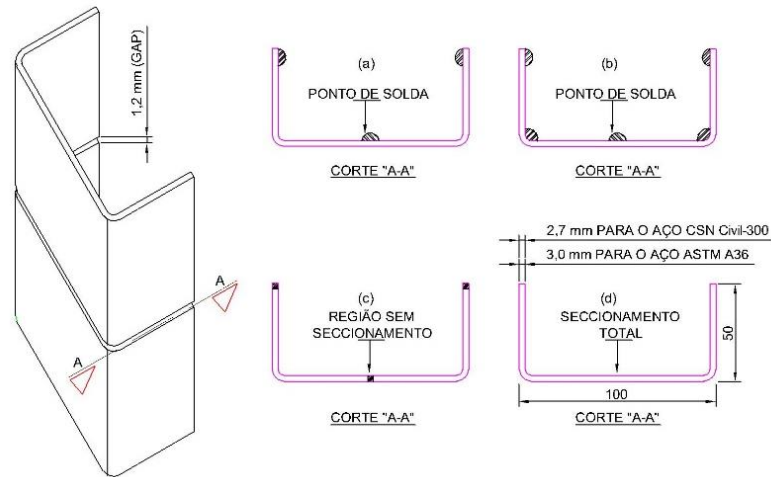 1,2 mm (GAP)
A
A
(a)
PONTO DE SOLDA
CORTE "A-A"
(b)
PONTO DE SOLDA
CORTE "A-A"
(c)
REGIÃO SEM
SECCIONAMENTO
CORTE "A-A"
2,7 mm PARA O AÇO CSN Civil-300
3,0 mm PARA O AÇO ASTM A36
(d)
SECCIONAMENTO
TOTAL
50
100
CORTE "A-A"